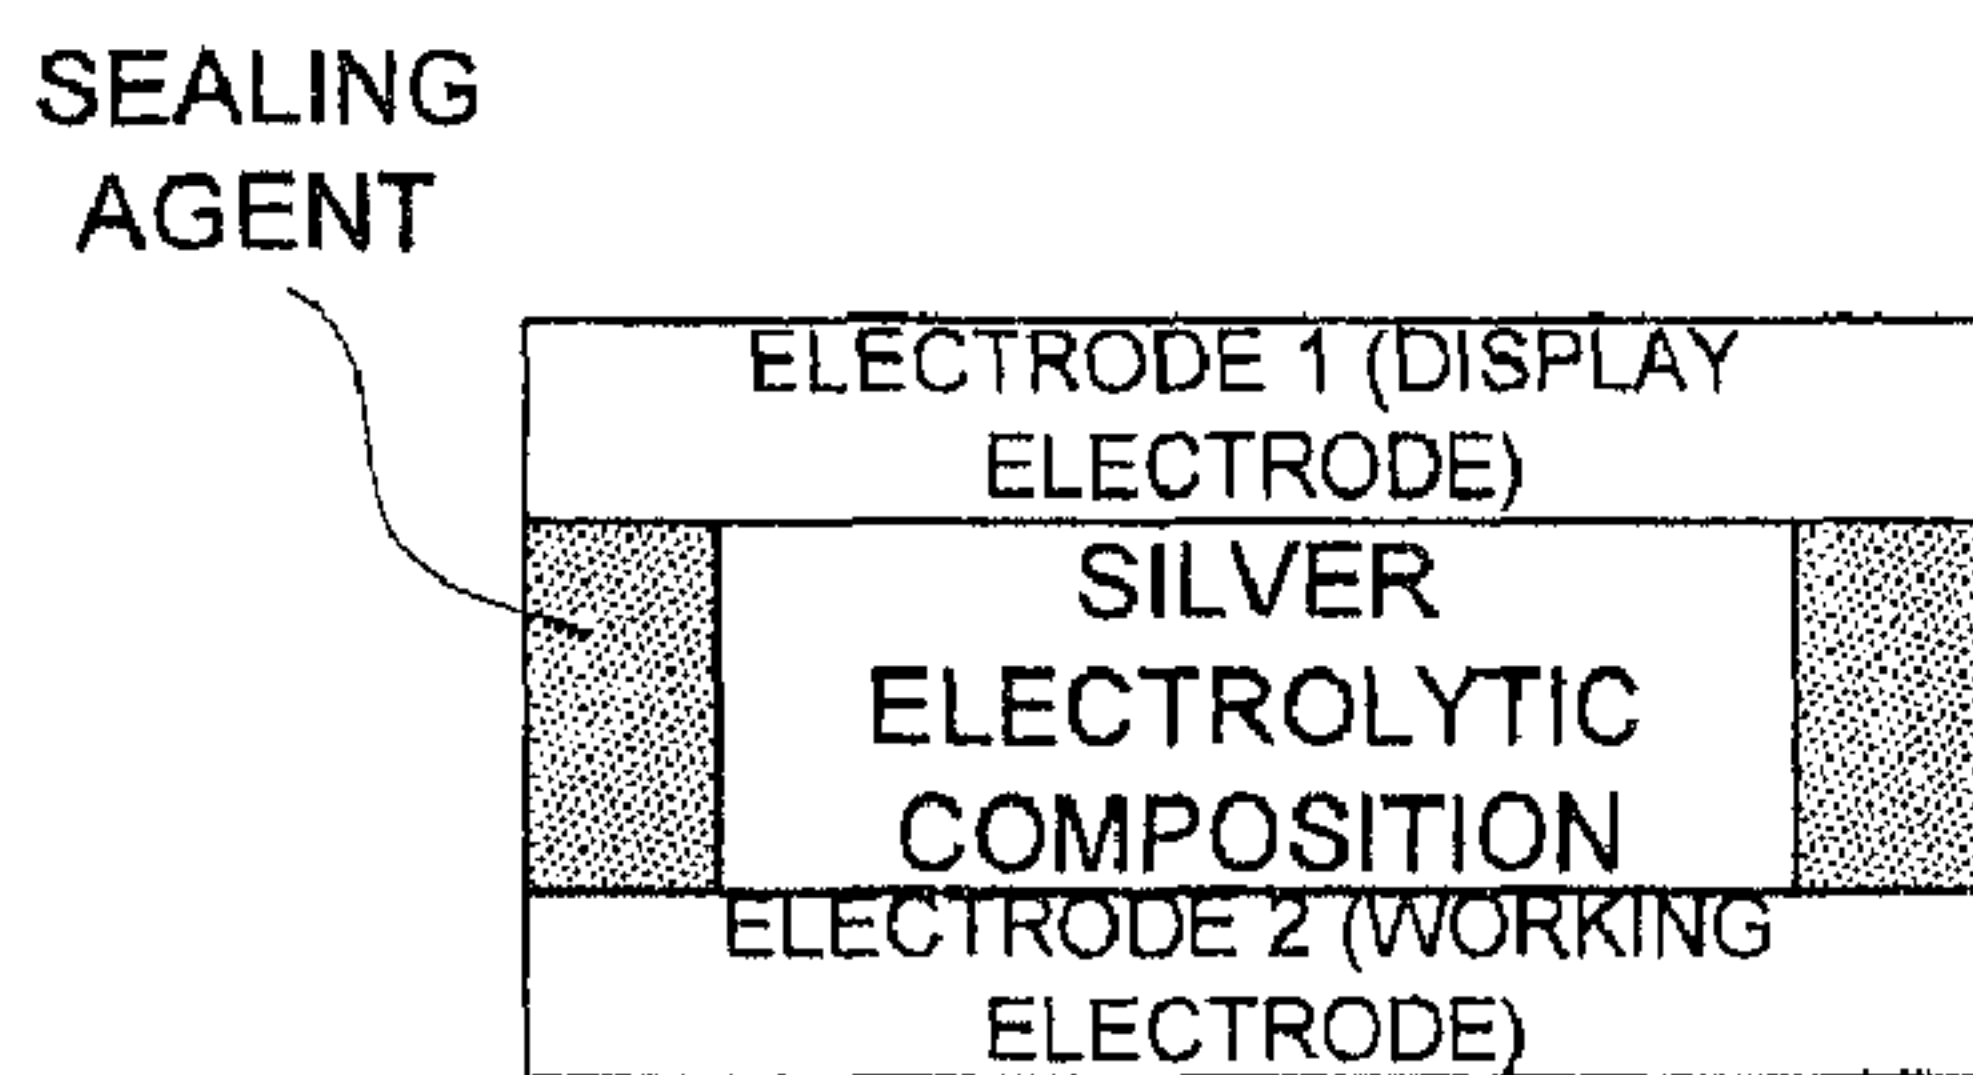 SEALING
AGENT
ELECTRODE 1 (DISPLAY
ELECTRODE)
SILVER
ELECTROLYTIC
COMPOSITION
ELECTRODE 2 (WORKING
ELECTRODE)